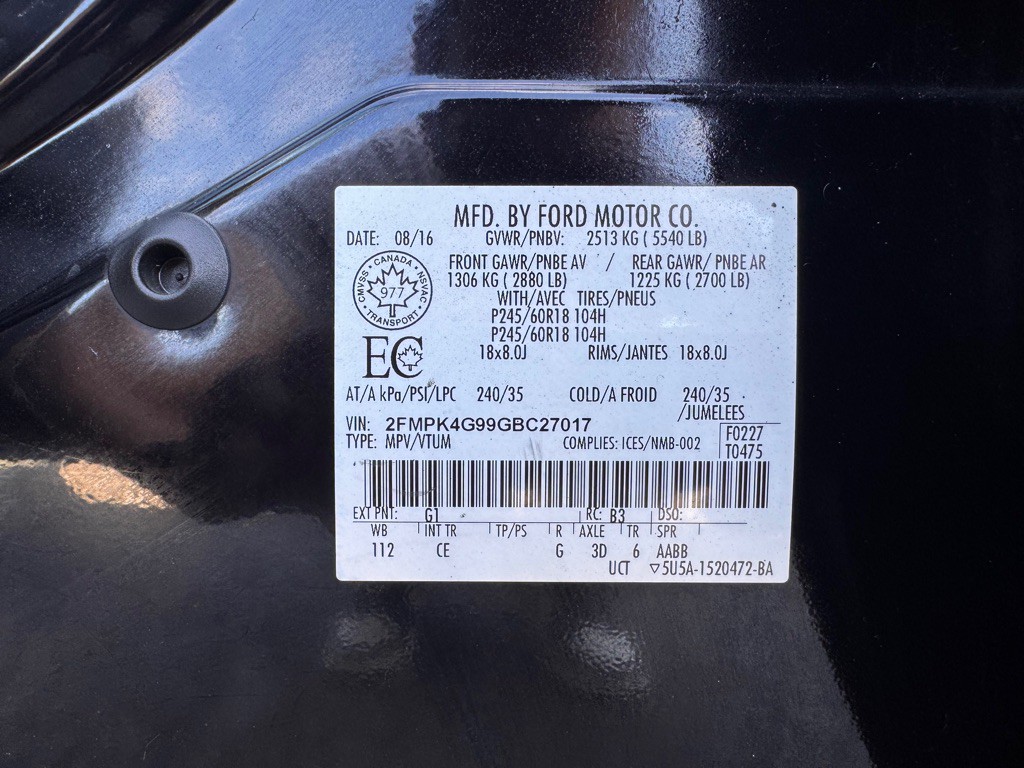 MFD. BY FORD MOTOR CO.
DATE: 08/16 GVWR/PNBV: 2513 KG ( 5540 LB)
FRONT GAWR/PNBE AV / REAR GAWR/ PNBE AR
1306 KG ( 2880 LB) 1225 KG ( 2700 LB)
WITH/AVEC TIRES/PNEUS
P245/60R18 104H
P245/60R18 104H
18x8.0J RIMS/JANTES 18x8.0J
CMVSS • CANADA • NSVAC • TRANSPORT •
977
EC
AT/A kPa/PSI/LPC 240/35 COLD/A FROID 240/35
/JUMELEES
VIN: 2FMPK4G99GBC27017
TYPE: MPV/VTUM COMPLIES: ICES/NMB-002
F0227
T0475
EXT PNT: G1 RC: B3 DSO:
WB INT TR TP/PS R AXLE TR SPR
112 CE G 3D 6 AABB
UCT ▽5U5A-1520472-BA